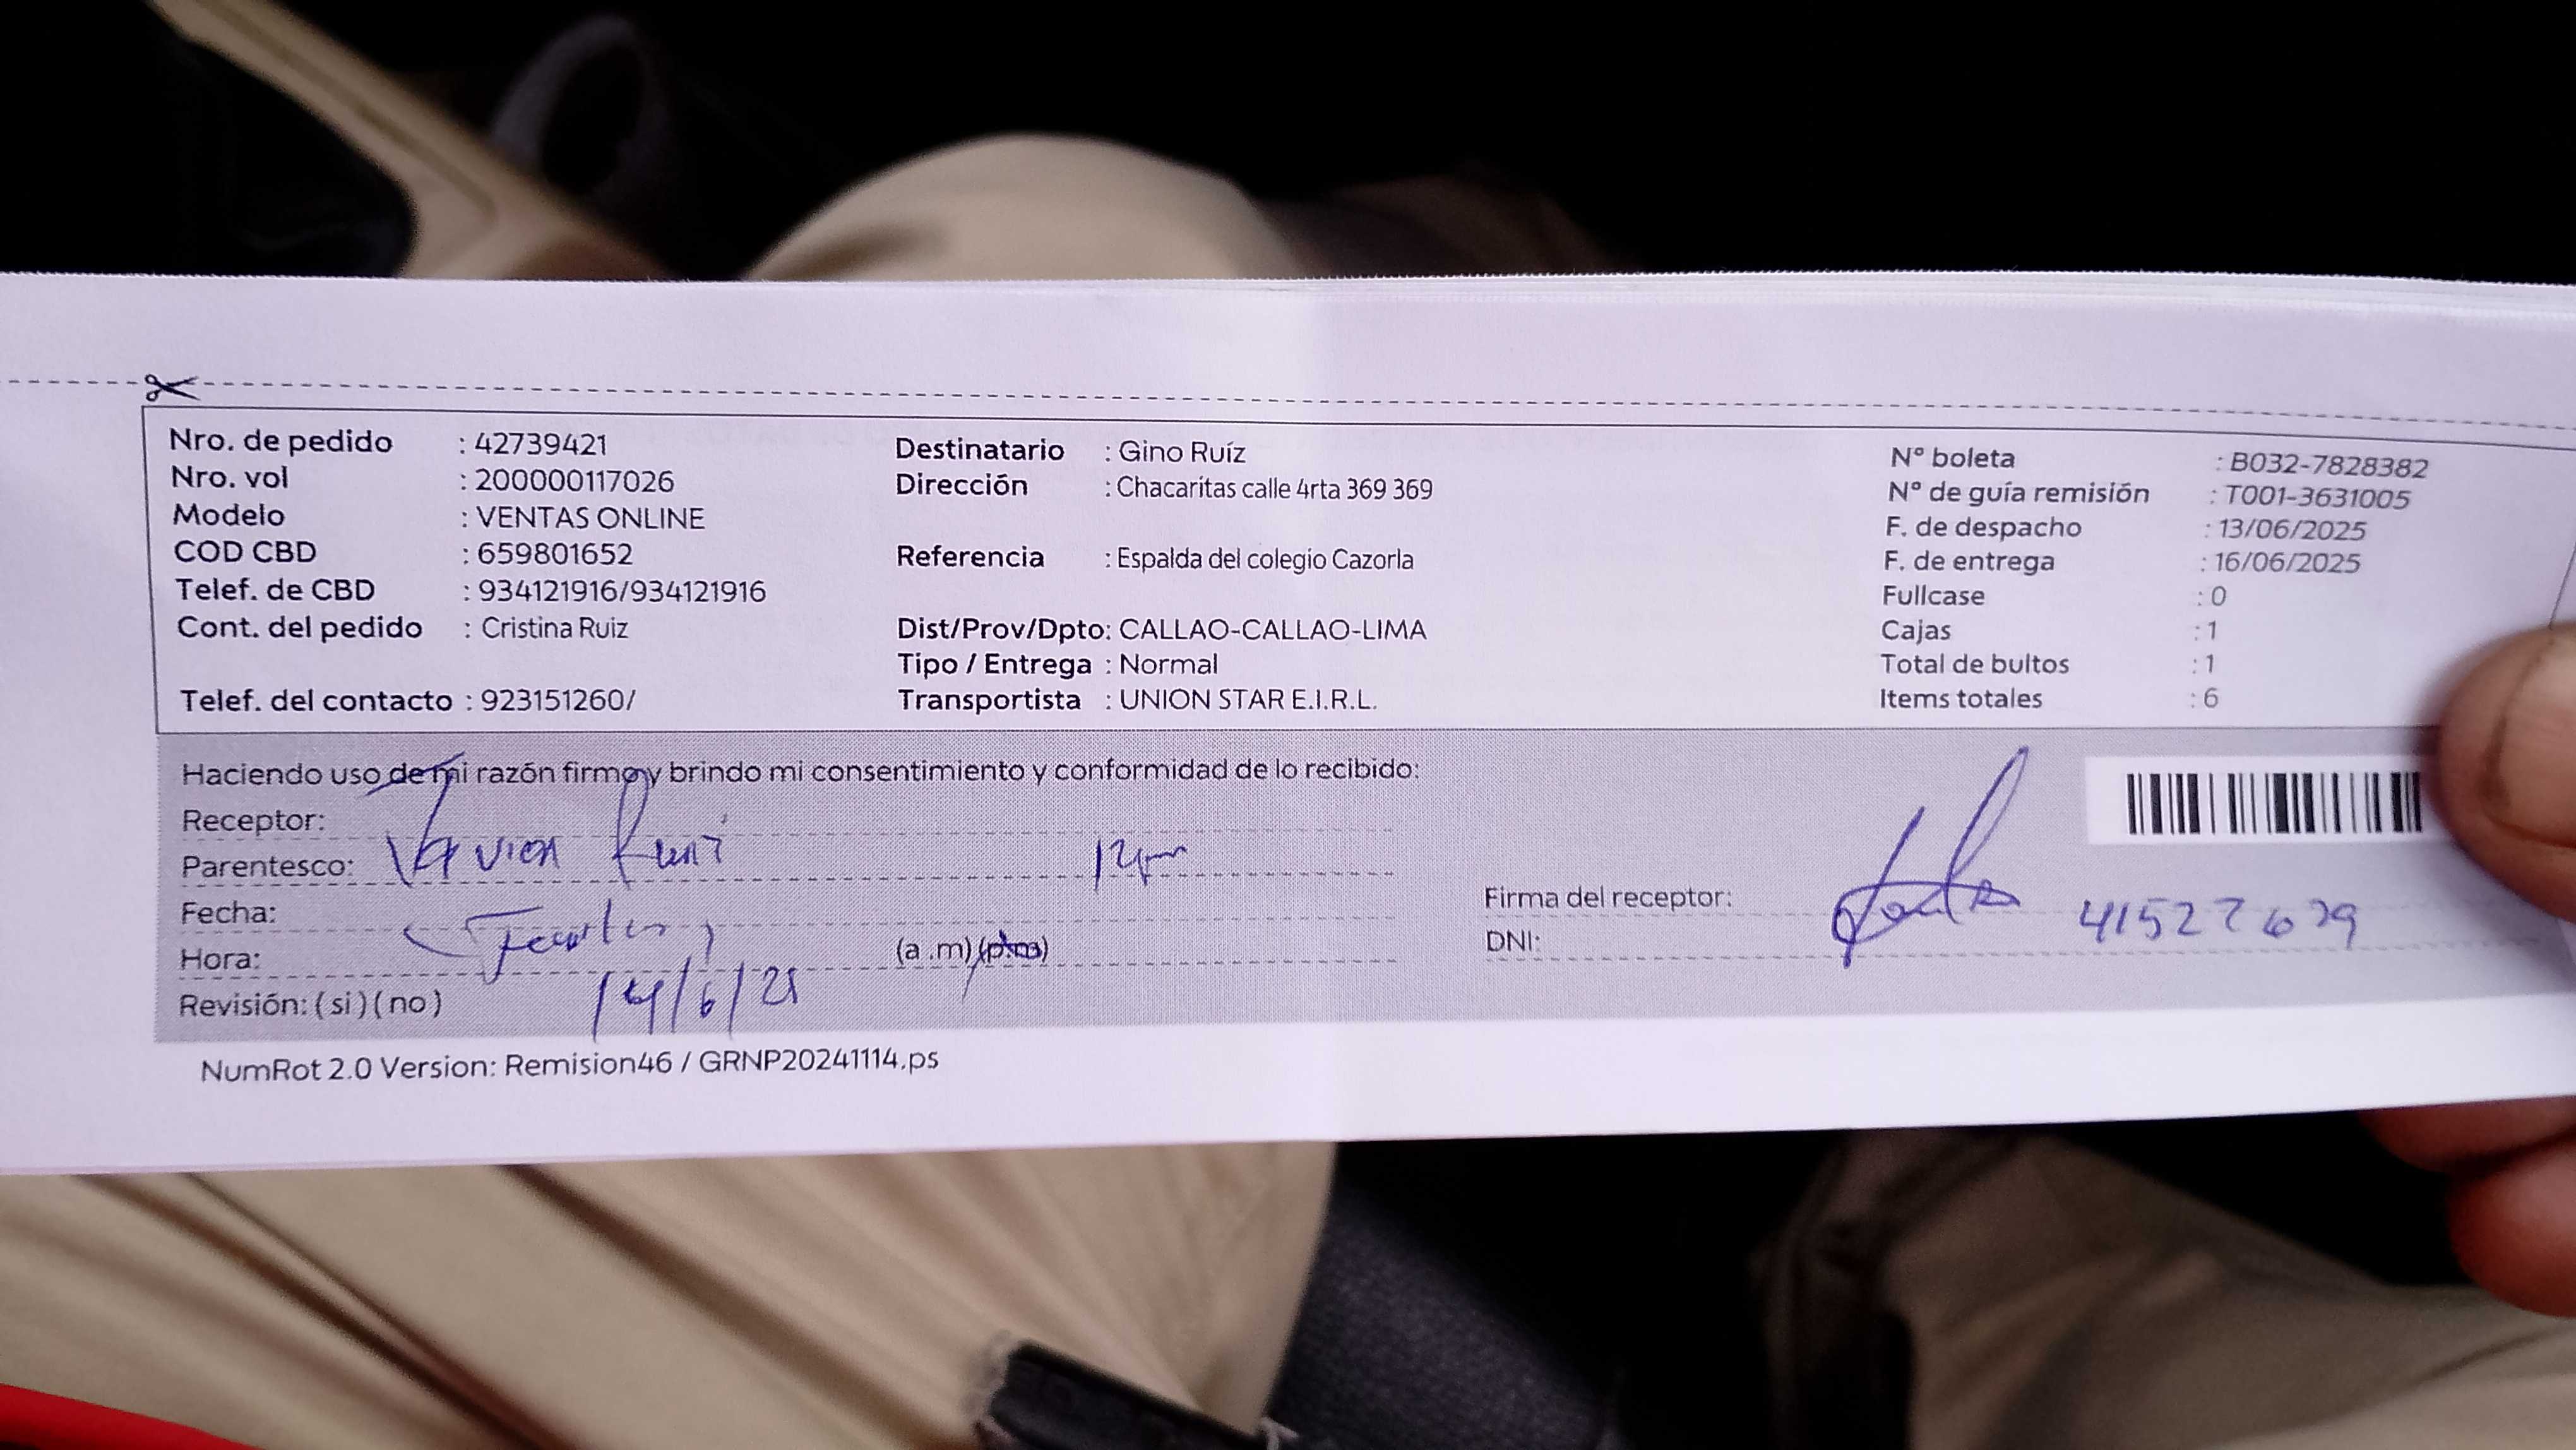 Nro. de pedido : 42739421
Nro. vol : 200000117026
Modelo : VENTAS ONLINE
COD CBD : 659801652
Telef. de CBD : 934121916/934121916
Cont. del pedido : Cristina Ruiz
Telef. del contacto : 923151260/
Destinatario : Gino Ruíz
Dirección : Chacaritas calle 4rta 369 369
Referencia : Espalda del colegio Cazorla
Dist/Prov/Dpto: CALLAO-CALLAO-LIMA
Tipo / Entrega : Normal
Transportista : UNION STAR E.I.R.L.
N° boleta : B032-7828382
N° de guía remisión : T001-3631005
F. de despacho : 13/06/2025
F. de entrega : 16/06/2025
Fullcase : 0
Cajas : 1
Total de bultos : 1
Items totales : 6
Haciendo uso de mi razón firmo y brindo mi consentimiento y conformidad de lo recibido:
Receptor:
Parentesco:
Fecha:
Hora: (a.m)(p.m)
Revisión: (si)(no) 14/6/25
Firma del receptor:
DNI:
NumRot 2.0 Version: Remision46 / GRNP20241114.ps